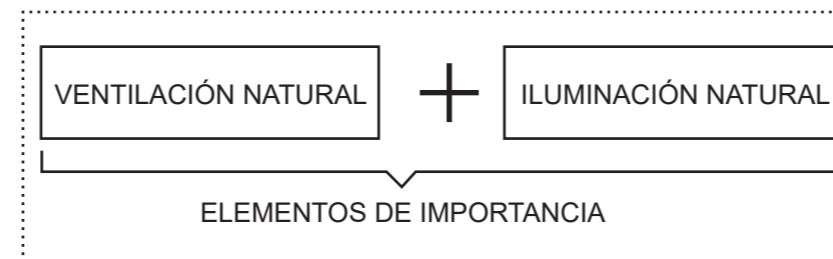 VENTILACIÓN NATURAL + ILUMINACIÓN NATURAL
ELEMENTOS DE IMPORTANCIA